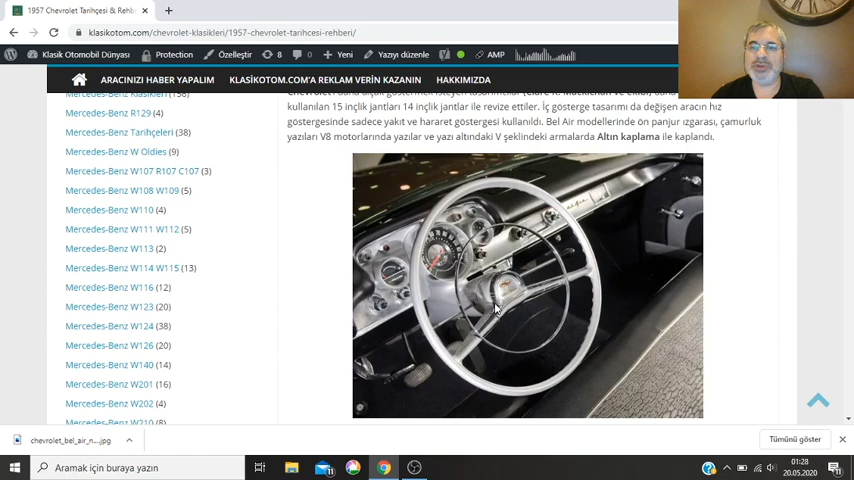 1957 Chevrolet Tarihçesi & Rehbe
klasikotom.com/chevrolet-klasikleri/1957-chevrolet-tarihcesi-rehberi/
Klasik Otomobil Dünyası
Protection
Özelleştir
8
0
Yeni
Yazıyı düzenle
AMP
ARACINIZI HABER YAPALIM
KLASİKOTOM.COM'A REKLAM VERİN KAZANIN
HAKKIMIZDA
Mercedes-Benz R129 (4)
Mercedes-Benz Tarihçeleri (38)
Mercedes-Benz W Oldies (9)
Mercedes-Benz W107 R107 C107 (3)
Mercedes-Benz W108 W109 (5)
Mercedes-Benz W110 (4)
Mercedes-Benz W111 W112 (5)
Mercedes-Benz W113 (2)
Mercedes-Benz W114 W115 (13)
Mercedes-Benz W116 (12)
Mercedes-Benz W123 (20)
Mercedes-Benz W124 (38)
Mercedes-Benz W126 (20)
Mercedes-Benz W140 (14)
Mercedes-Benz W201 (16)
Mercedes-Benz W202 (4)
Mercedes-Benz W210 (8)
kullanılan 15 inçlik jantları 14 inçlik jantlar ile revize ettiler. İç gösterge tasarımı da değişen aracın hız
göstergesinde sadece yakıt ve hararet göstergesi kullanıldı. Bel Air modellerinde ön panjur ızgarası, çamurluk
yazıları V8 motorlarında yazılar ve yazı altındaki V şeklindeki armalarda Altın kaplama ile kaplandı.
chevrolet_bel_air_n....jpg
Tümünü göster
Aramak için buraya yazın
11
01:28
20.05.2020
11